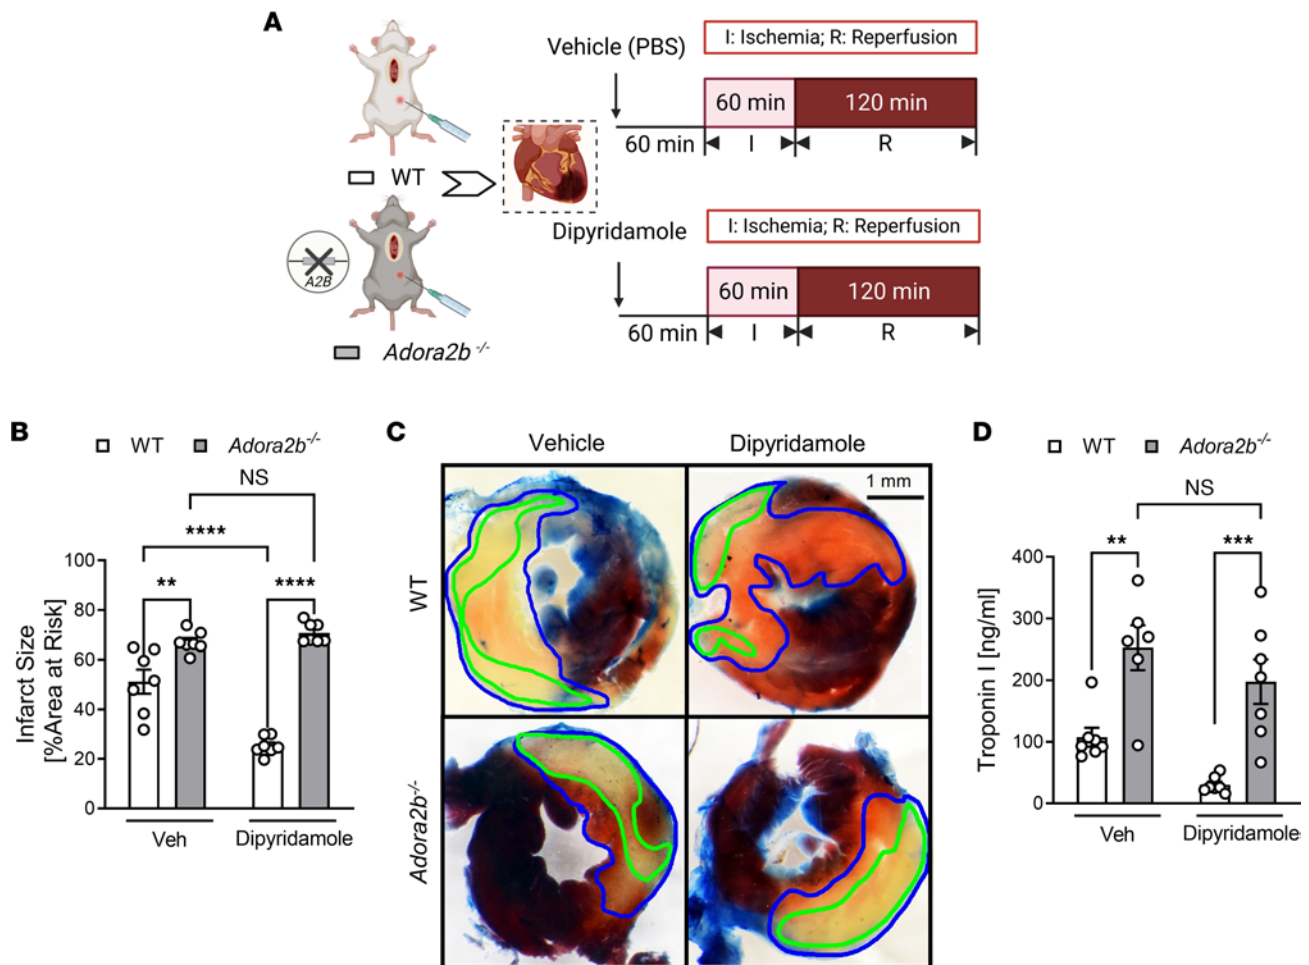 A
Vehicle (PBS)
I: Ischemia; R: Reperfusion
60 min
120 min
60 min
I
R
WT
Dipyridamole
I: Ischemia; R: Reperfusion
60 min
120 min
60 min
I
R
A2B
Adora2b -/-
B
WT
Adora2b-/-
NS
****
**
****
Infarct Size
[%Area at Risk]
100
80
60
40
20
0
Veh
Dipyridamole
C
Vehicle
Dipyridamole
1 mm
WT
Adora2b-/-
D
WT
Adora2b-/-
NS
**
***
Troponin I [ng/ml]
400
300
200
100
0
Veh
Dipyridamole